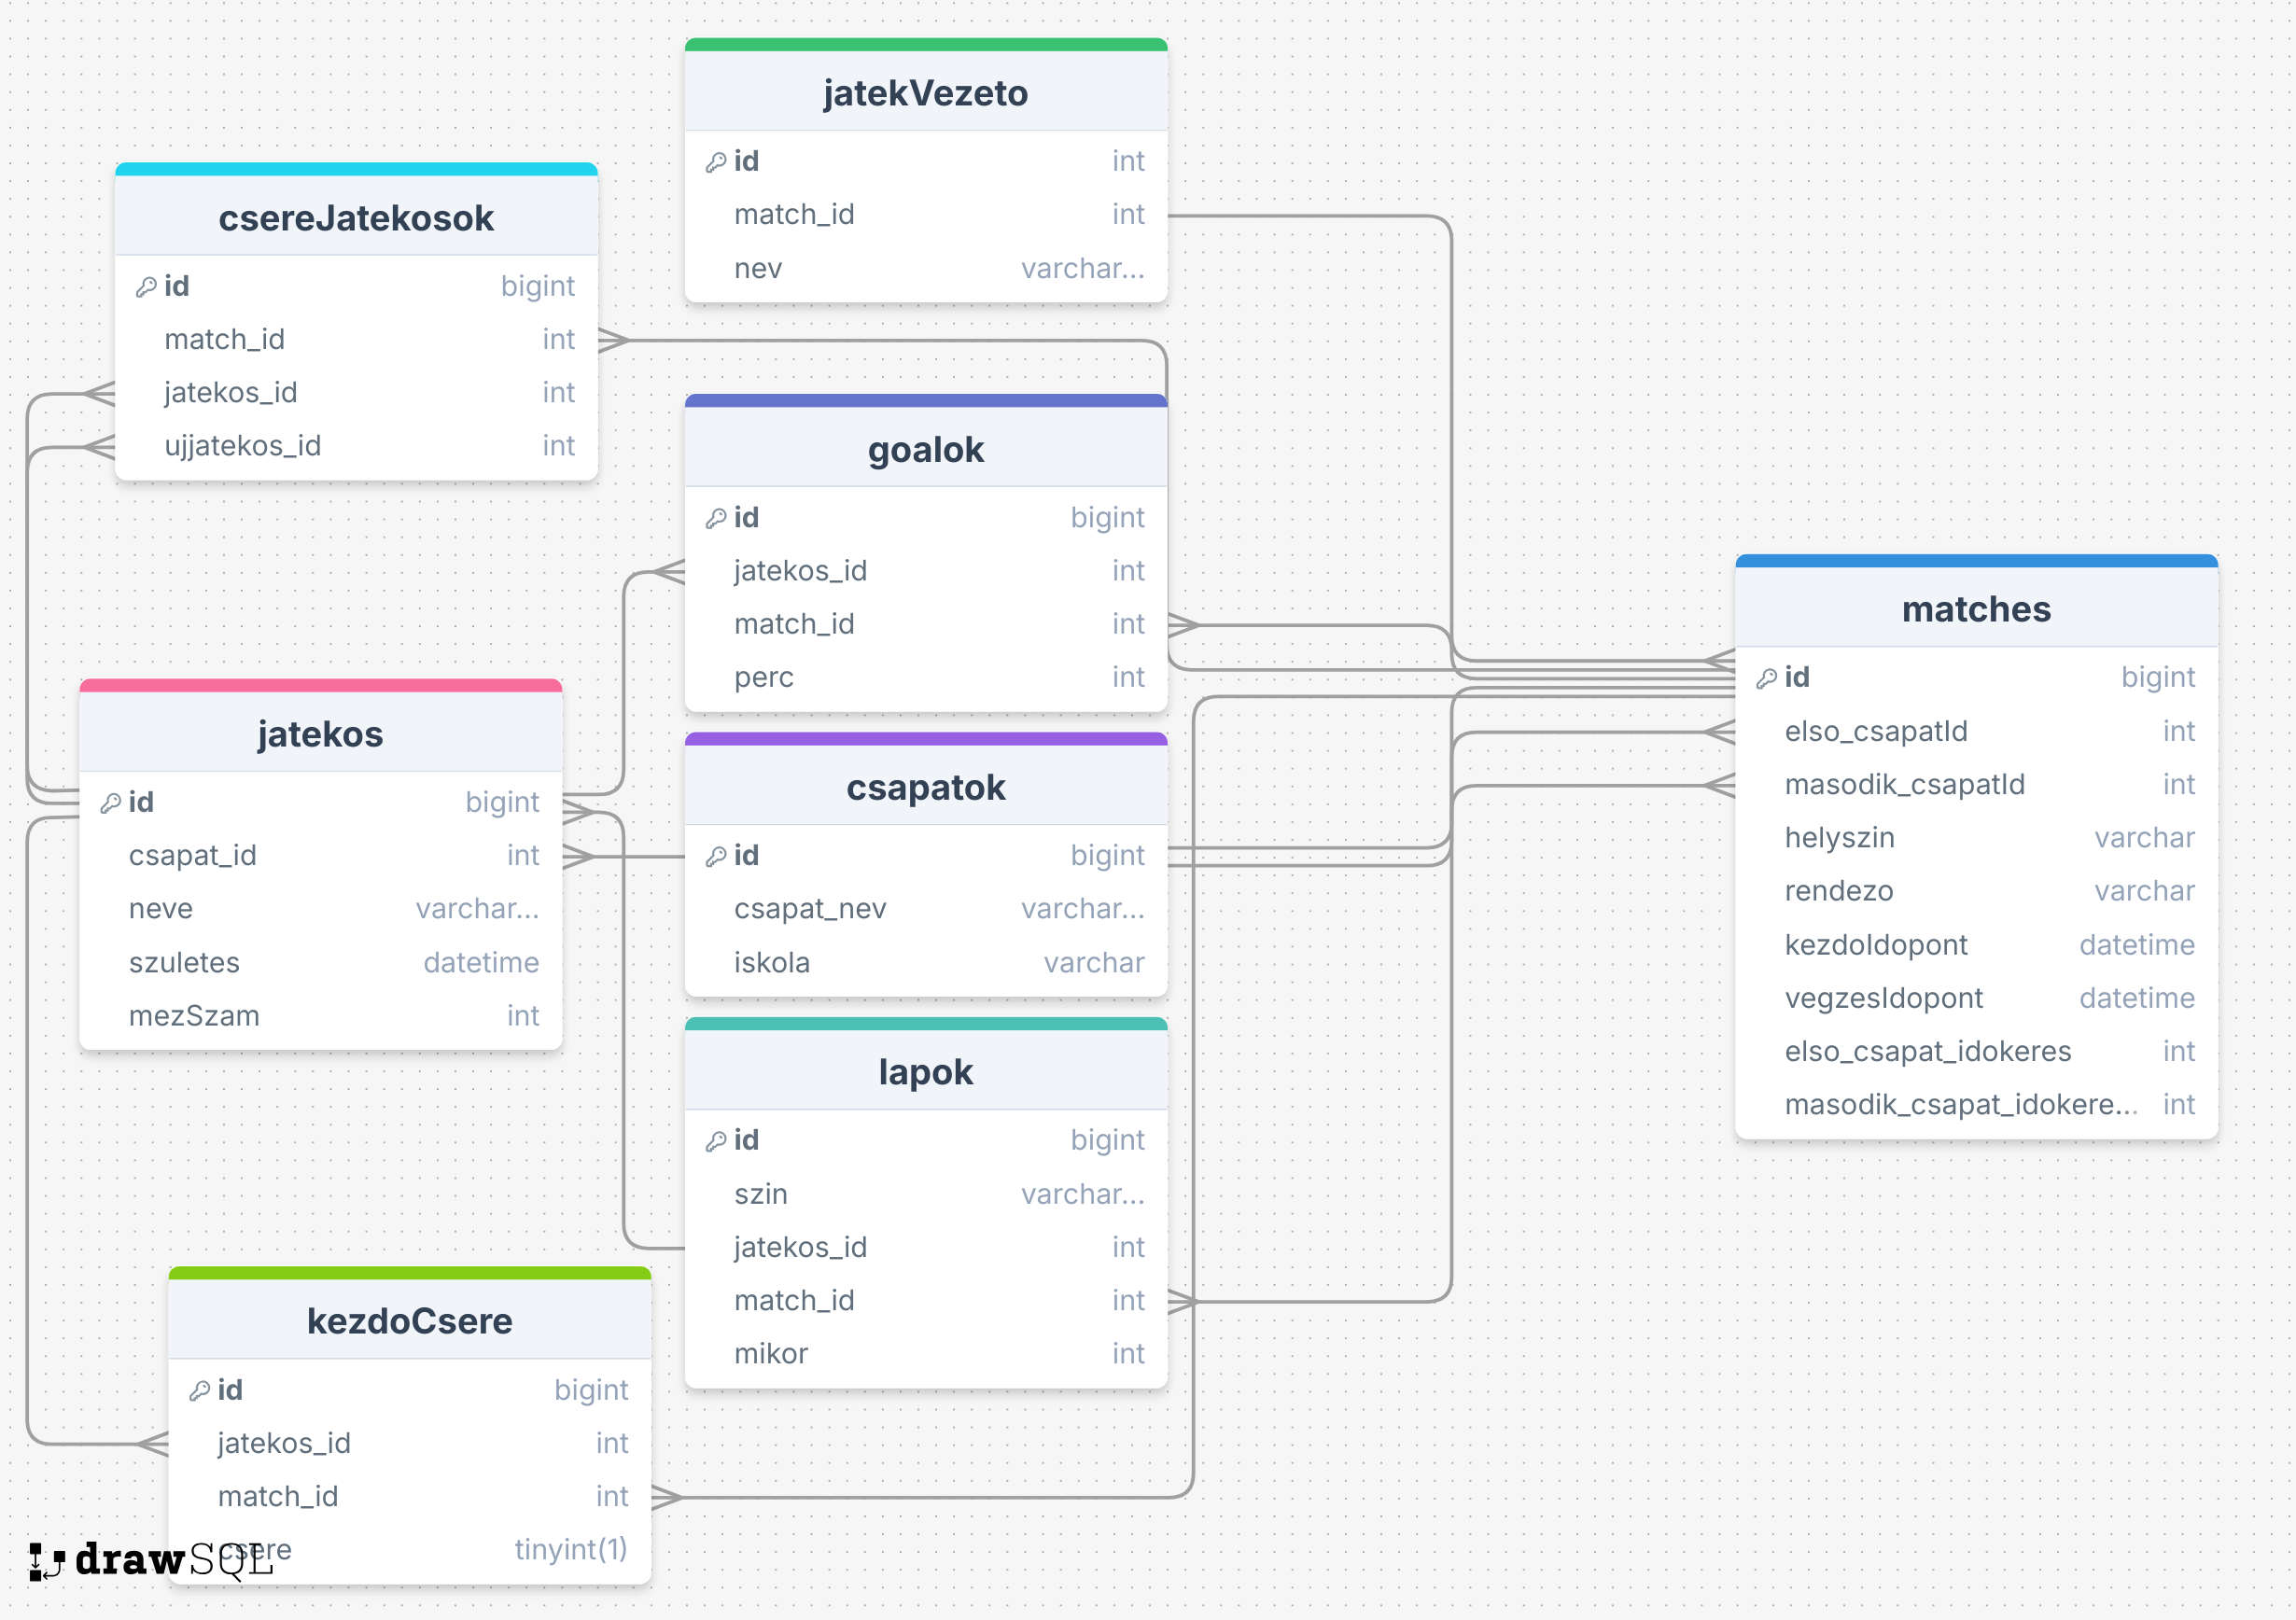 jatekVezeto
id int
match_id int
nev varchar...
csereJatekosok
id bigint
match_id int
jatekos_id int
ujjatekos_id int
goalok
id bigint
jatekos_id int
match_id int
perc int
matches
id bigint
elso_csapatId int
masodik_csapatId int
helyszin varchar
rendezo varchar
kezdoIdopont datetime
vegzesIdopont datetime
elso_csapat_idokeres int
masodik_csapat_idokere... int
jatekos
id bigint
csapat_id int
neve varchar...
szuletes datetime
mezSzam int
csapatok
id bigint
csapat_nev varchar...
iskola varchar
lapok
id bigint
szin varchar...
jatekos_id int
match_id int
mikor int
kezdoCsere
id bigint
jatekos_id int
match_id int
csere tinyint(1)
drawSQL